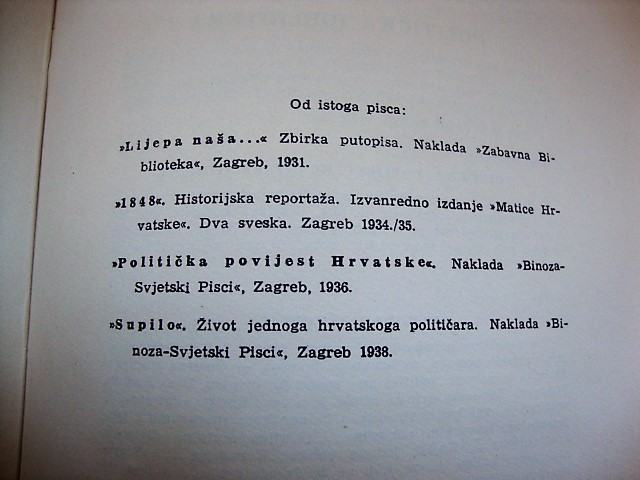 Od istoga pisca:
»Lijepa naša...« Zbirka putopisa. Naklada »Zabavna Bi-
blioteka«, Zagreb, 1931.
»1848«. Historijska reportaža. Izvanredno izdanje »Matice Hr-
vatske«. Dva sveska. Zagreb 1934./35.
»Politička povijest Hrvatske«. Naklada »Binoza-
Svjetski Pisci«, Zagreb, 1936.
»Supilo«. Život jednoga hrvatskoga političara. Naklada »Bi-
noza-Svjetski Pisci«, Zagreb 1938.